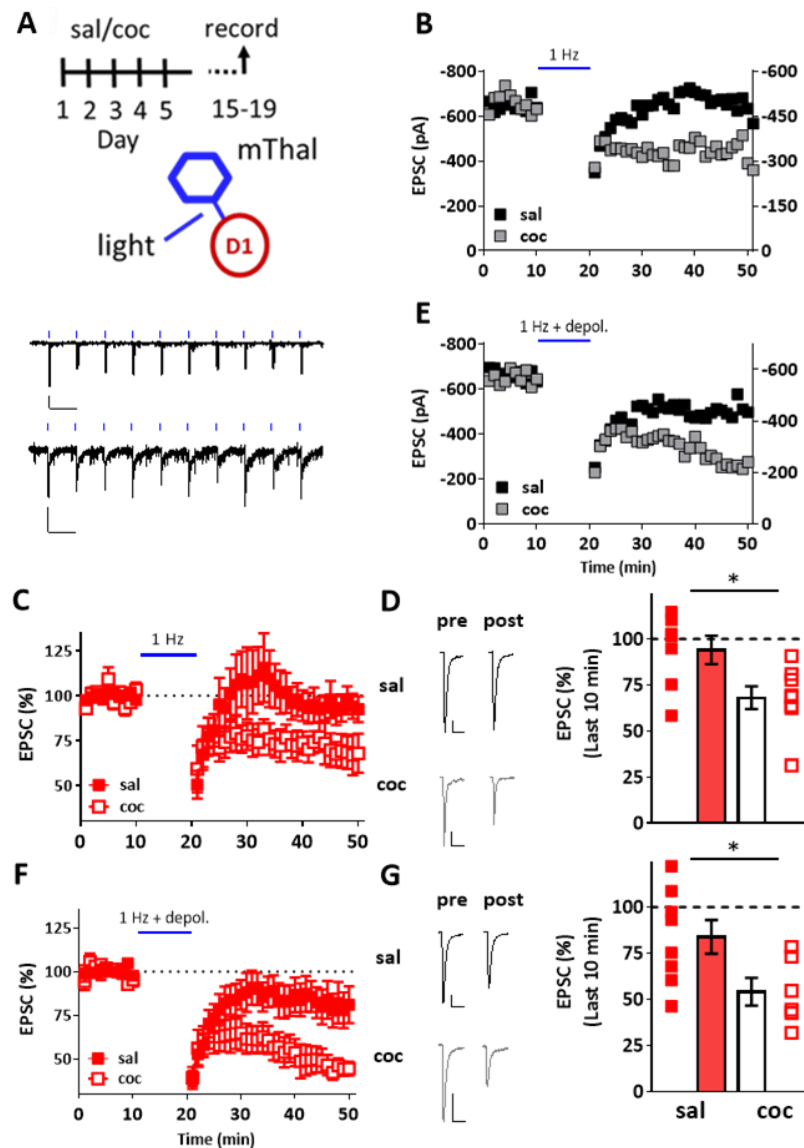 A
sal/coc
record
1 2 3 4 5 15-19
Day
mThal
light
D1
B
1 Hz
EPSC (pA)
-800
-600
-400
-200
0
-600
-450
-300
-150
0
sal
coc
0 10 20 30 40 50
E
1 Hz + depol.
EPSC (pA)
-800
-600
-400
-200
0
-600
-400
-200
0
sal
coc
0 10 20 30 40 50
Time (min)
C
1 Hz
EPSC (%)
125
100
75
50
sal
coc
0 10 20 30 40 50
D
pre post
sal
coc
*
EPSC (%)
(Last 10 min)
100
75
50
25
0
F
1 Hz + depol.
EPSC (%)
125
100
75
50
sal
coc
0 10 20 30 40 50
Time (min)
G
pre post
sal
coc
*
EPSC (%)
(Last 10 min)
100
75
50
25
0
sal coc